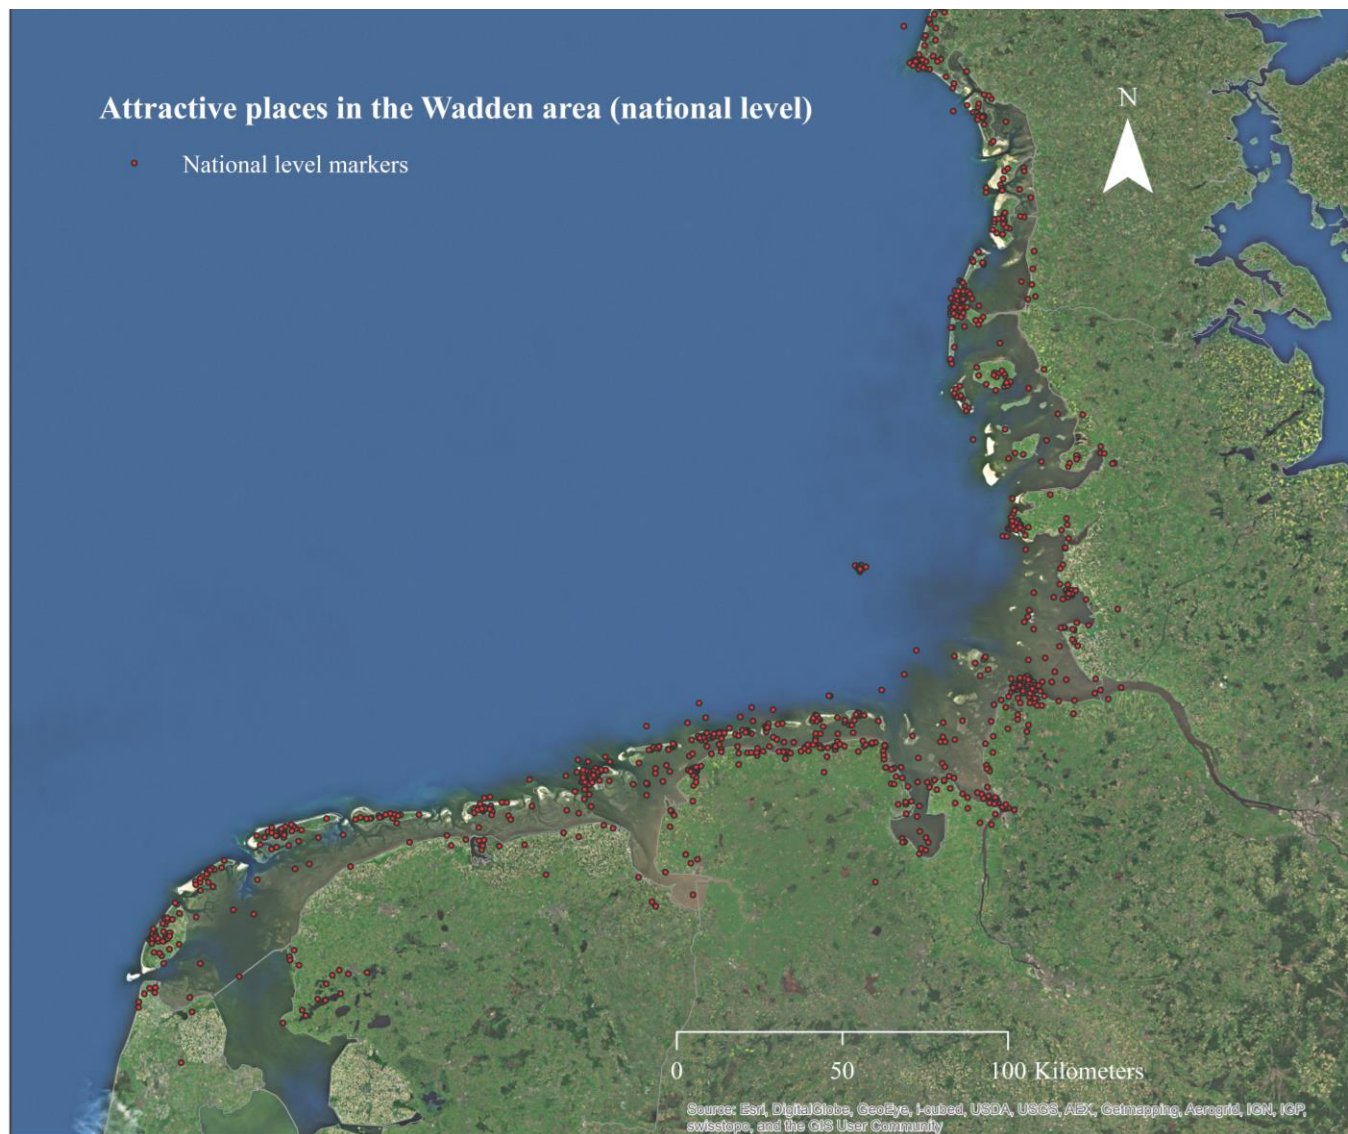 Attractive places in the Wadden area (national level)
National level markers
N
0 50 100 Kilometers
Source: Esri, DigitalGlobe, GeoEye, i-cubed, USDA, USGS, AEX, Getmapping, Aerogrid, IGN, IGP,
swisstopo, and the GIS User Community